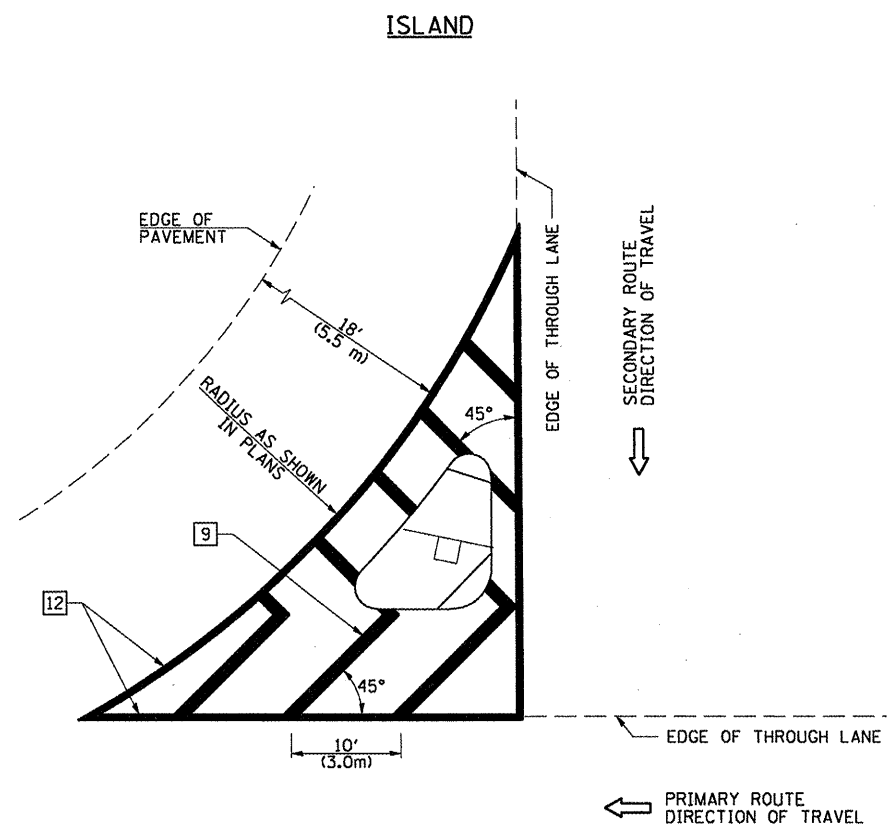 ISLAND
EDGE OF
PAVEMENT
18'
(5.5 m)
RADIUS AS SHOWN
IN PLANS
EDGE OF THROUGH LANE
SECONDARY ROUTE
DIRECTION OF TRAVEL
45°
9
12
45°
10'
(3.0m)
EDGE OF THROUGH LANE
PRIMARY ROUTE
DIRECTION OF TRAVEL